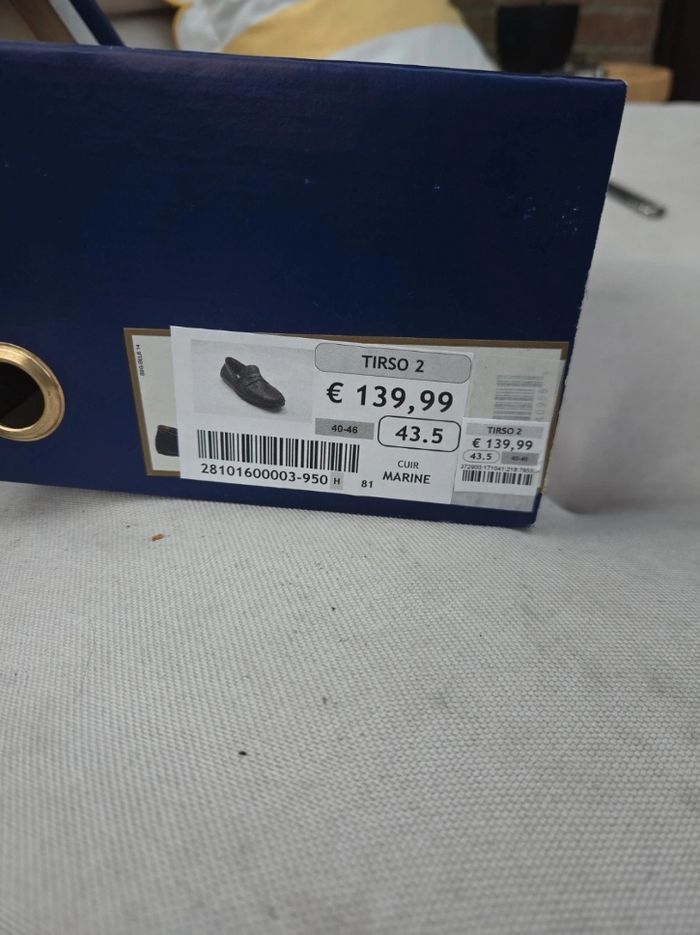 TIRSO 2
€ 139,99
40-46
43.5
28101600003-950 H
81
CUIR
MARINE
TIRSO 2
€ 139,99
43.5
40-46